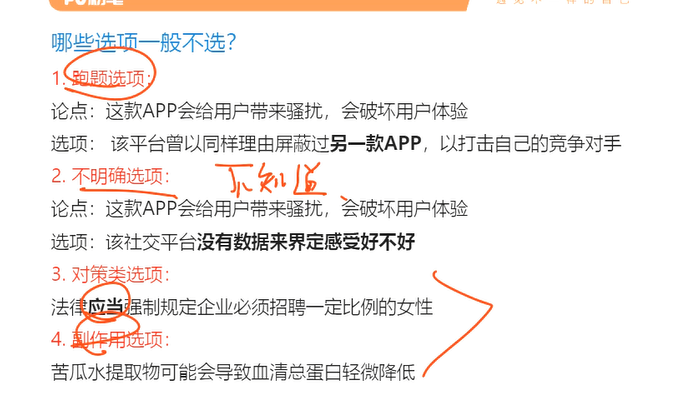 哪些选项一般不选？
1. 跑题选项：
论点：这款APP会给用户带来骚扰，会破坏用户体验
选项： 该平台曾以同样理由屏蔽过另一款APP，以打击自己的竞争对手
2. 不明确选项： 不知道、
论点：这款APP会给用户带来骚扰，会破坏用户体验
选项：该社交平台没有数据来界定感受好不好
3. 对策类选项：
法律应当强制规定企业必须招聘一定比例的女性
4. 副作用选项：
苦瓜水提取物可能会导致血清总蛋白轻微降低